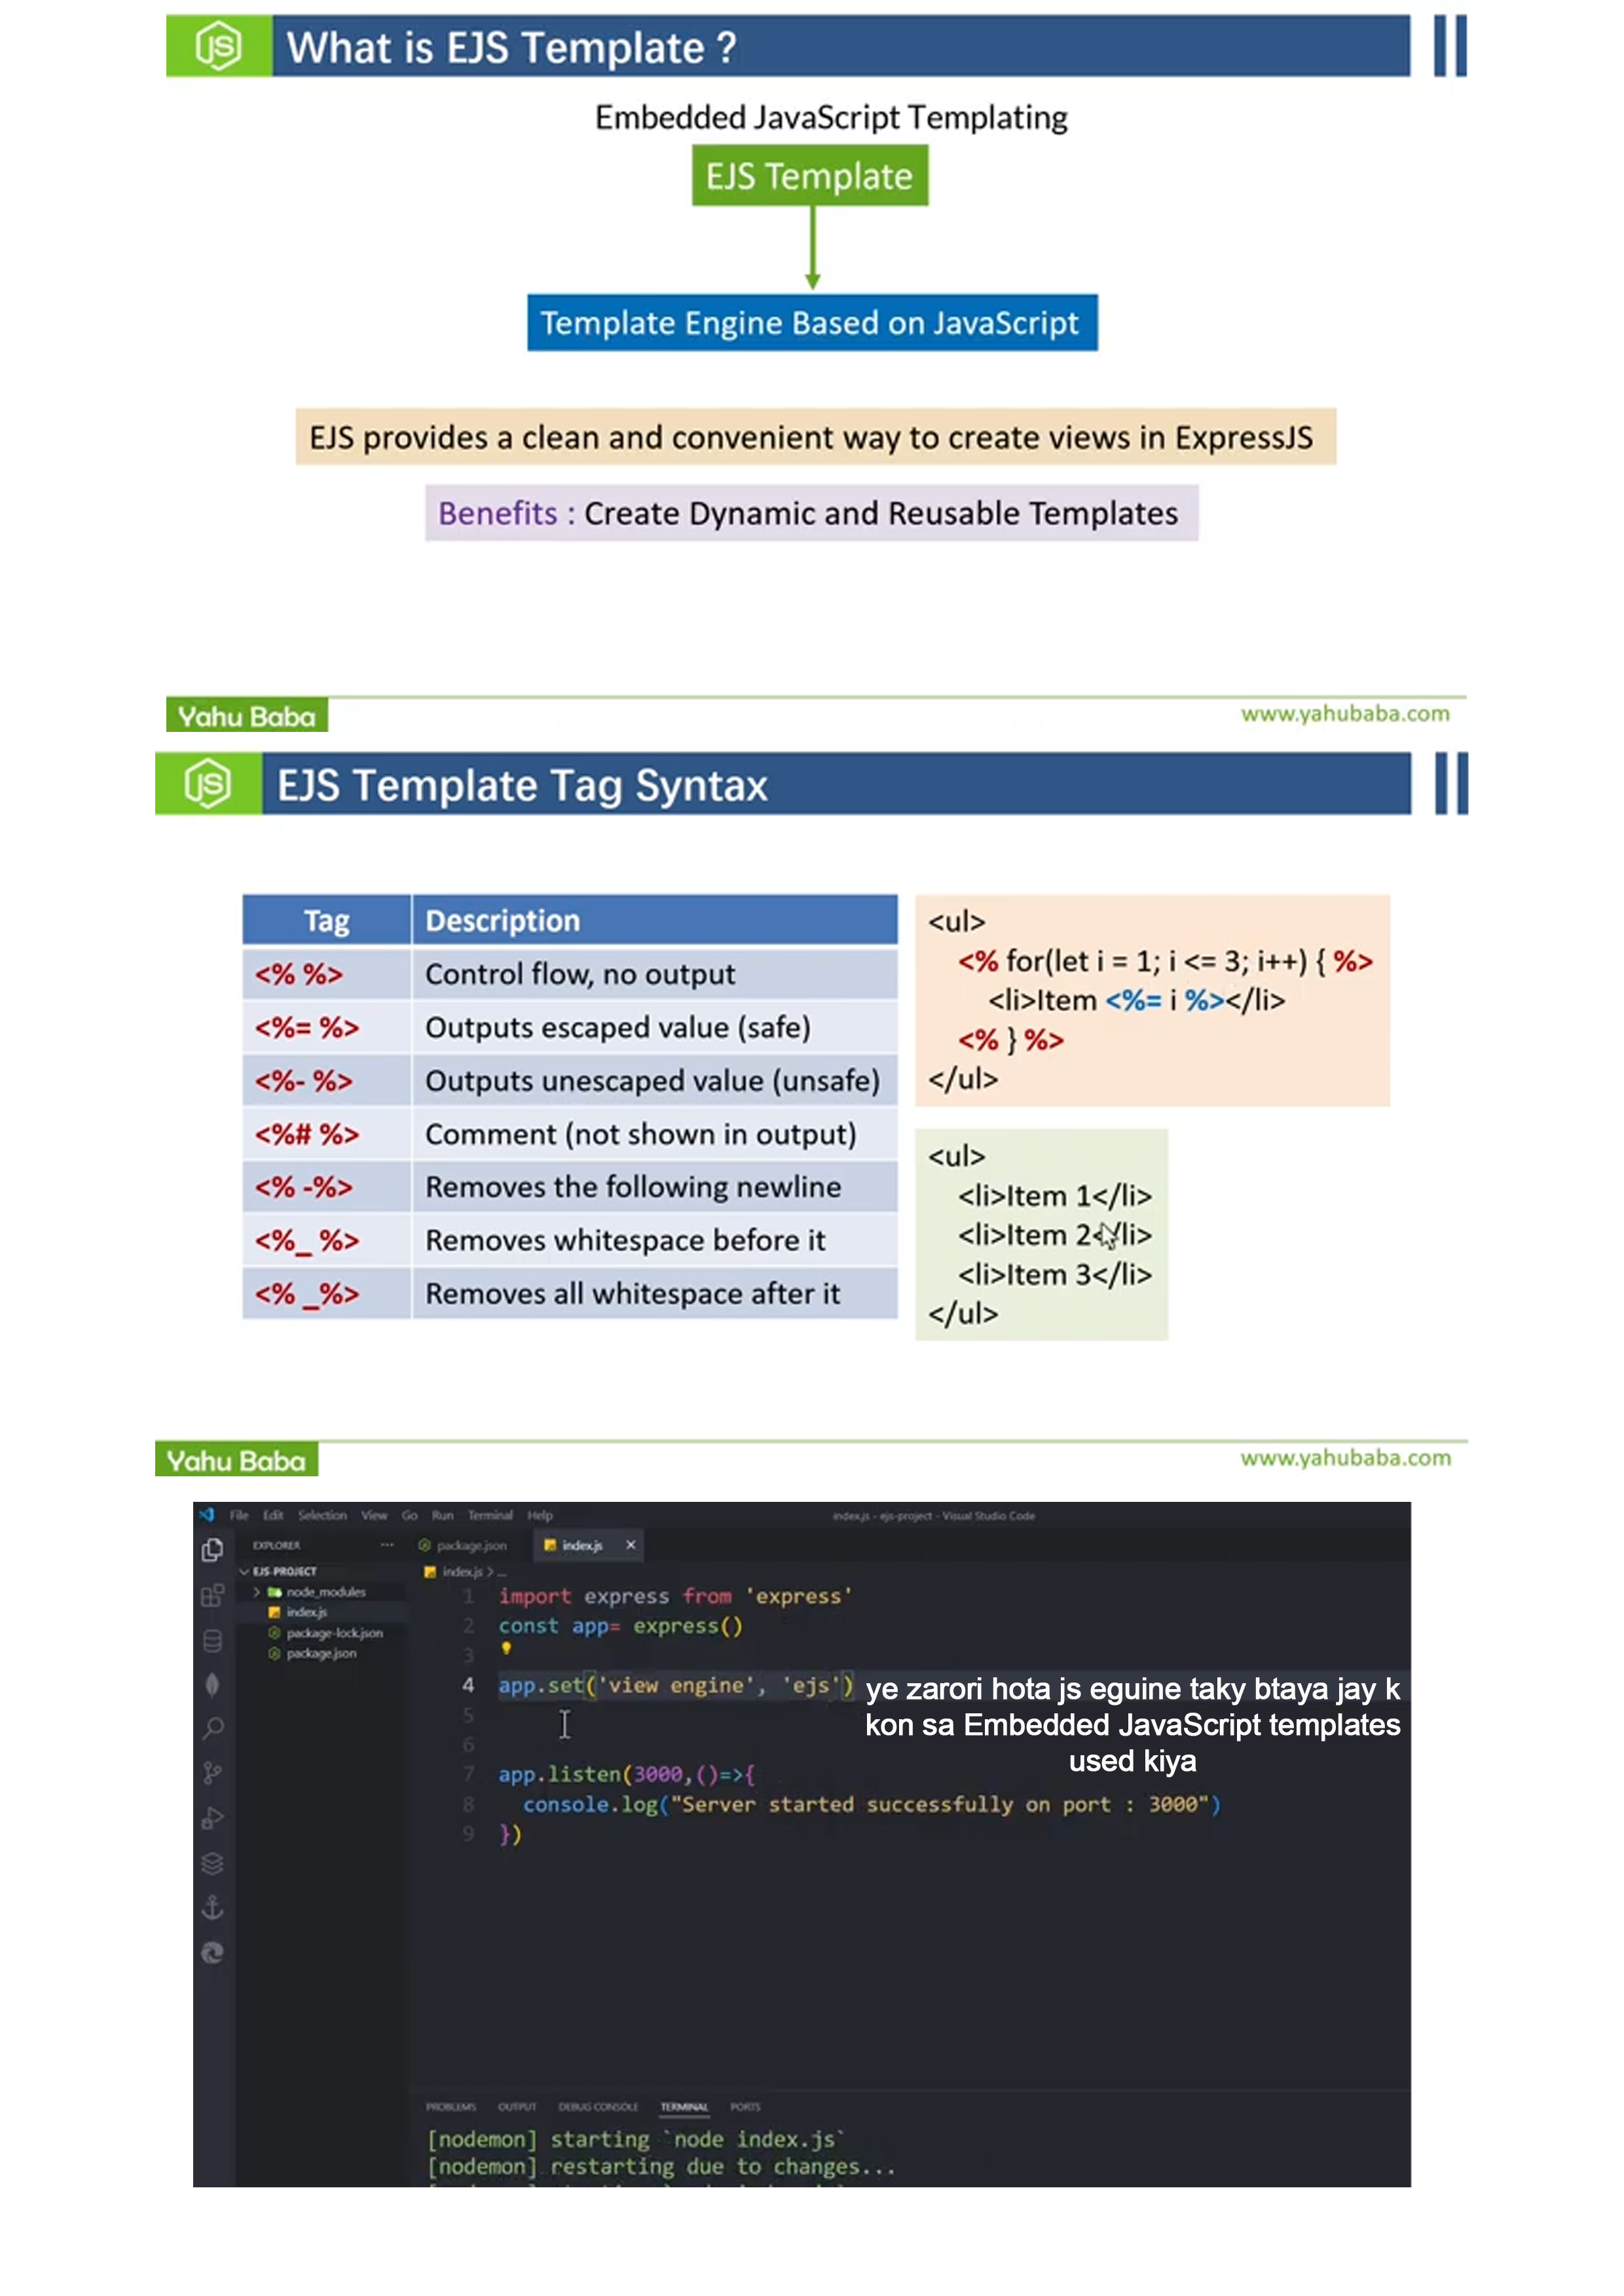 JS What is EJS Template ?
Embedded JavaScript Templating
EJS Template
Template Engine Based on JavaScript
EJS provides a clean and convenient way to create views in ExpressJS
Benefits : Create Dynamic and Reusable Templates
Yahu Baba www.yahubaba.com
JS EJS Template Tag Syntax
Tag Description
<% %> Control flow, no output
<%= %> Outputs escaped value (safe)
<%- %> Outputs unescaped value (unsafe)
<%# %> Comment (not shown in output)
<% -%> Removes the following newline
<%_ %> Removes whitespace before it
<% _%> Removes all whitespace after it
<ul>
<% for(let i = 1; i <= 3; i++) { %>
<li>Item <%= i %></li>
<% } %>
</ul>
<ul>
<li>Item 1</li>
<li>Item 2</li>
<li>Item 3</li>
</ul>
Yahu Baba www.yahubaba.com
File Edit Selection View Go Run Terminal Help index.js - ejs-project - Visual Studio Code
EXPLORER ... package.json index.js ×
EJS-PROJECT
node_modules
index.js
package-lock.json
package.json
index.js > ...
1 import express from 'express'
2 const app= express()
3
4 app.set('view engine', 'ejs') ye zarori hota js eguine taky btaya jay k
5 kon sa Embedded JavaScript templates
6 used kiya
7 app.listen(3000,()=>{
8 console.log("Server started successfully on port : 3000")
9 })
PROBLEMS OUTPUT DEBUG CONSOLE TERMINAL PORTS
[nodemon] starting `node index.js`
[nodemon] restarting due to changes...